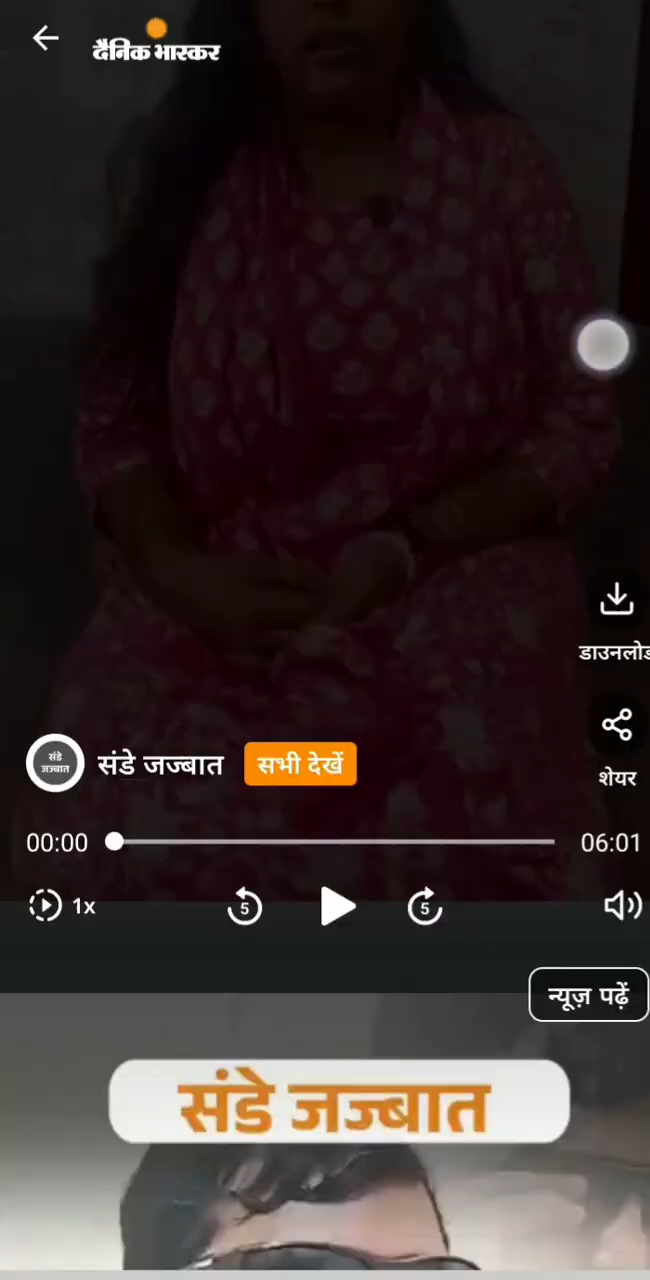 दैनिक भास्कर
डाउनलोड
संडे
जज्बात
संडे जज्बात
सभी देखें
शेयर
00:00
06:01
1x
5
5
न्यूज़ पढ़ें
संडे जज्बात